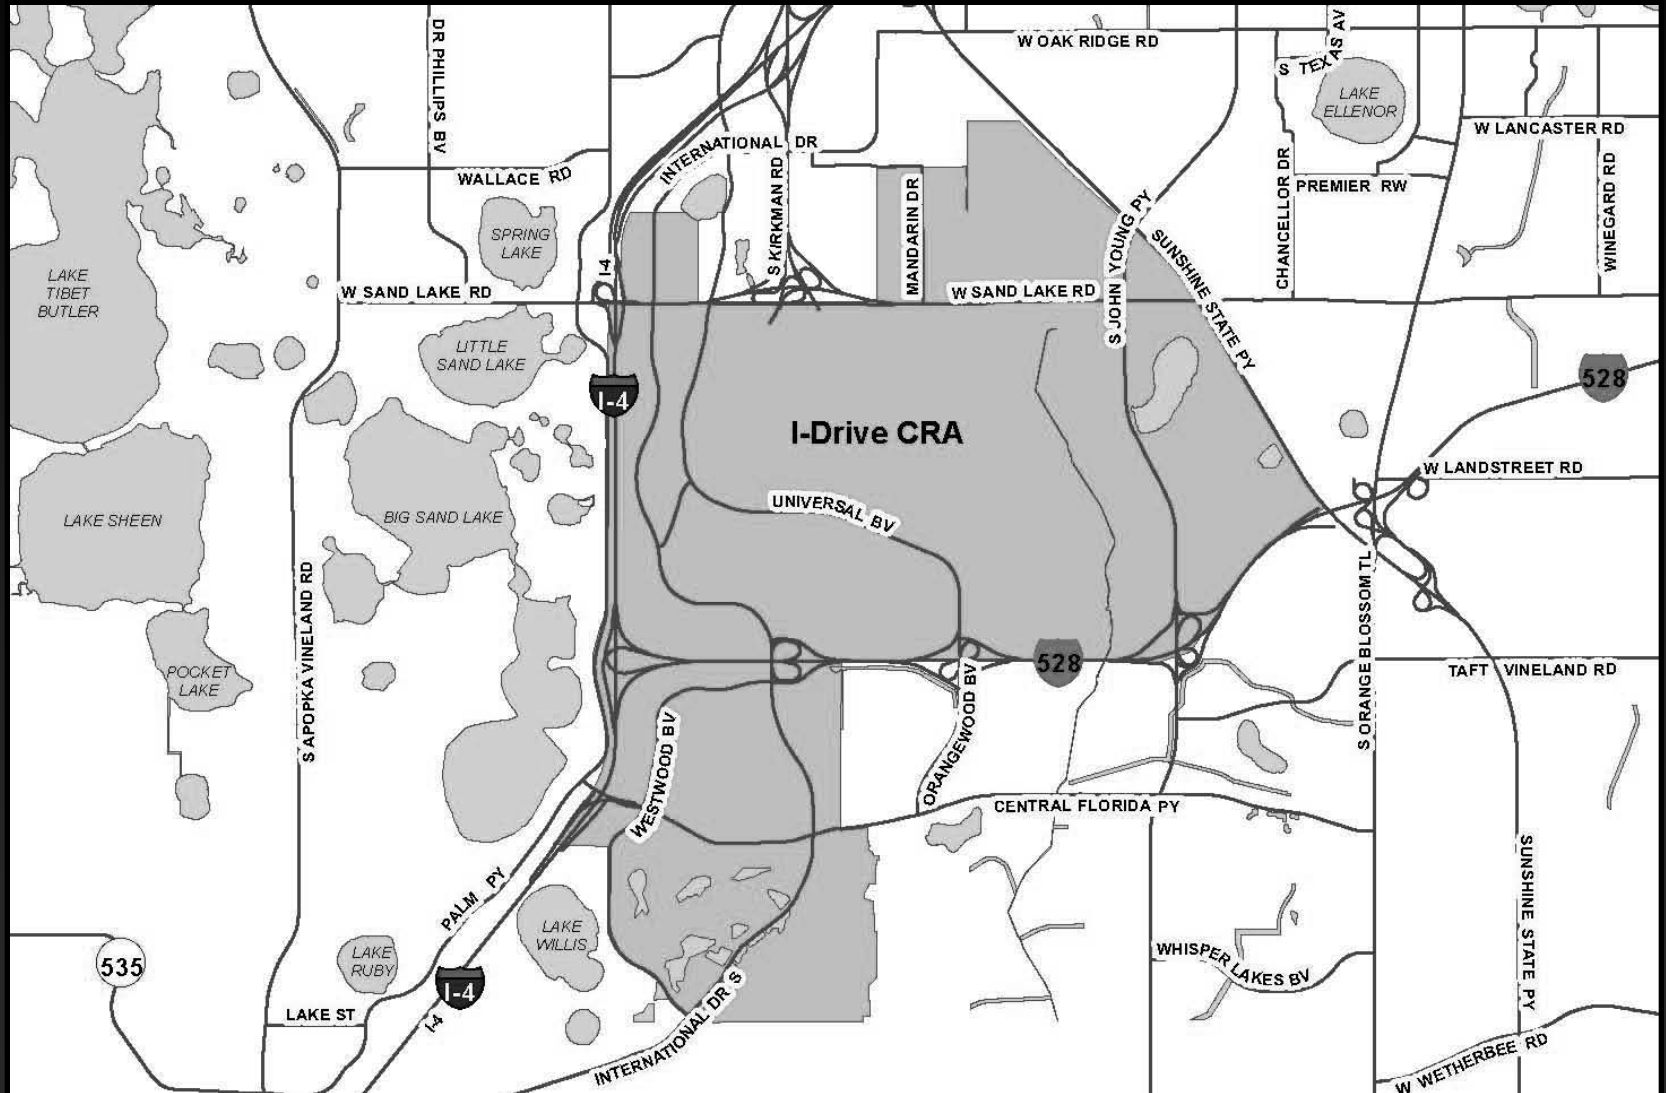 DR PHILLIPS BV
W OAK RIDGE RD
S TEXAS AV
LAKE
ELLENOR
W LANCASTER RD
INTERNATIONAL DR
WALLACE RD
S KIRKMAN RD
MANDARIN DR
CHANCELLOR DR
PREMIER RW
WINEGARD RD
SPRING
LAKE
S JOHN YOUNG PY
SUNSHINE STATE PY
LAKE
TIBET
BUTLER
I-4
W SAND LAKE RD
W SAND LAKE RD
LITTLE
SAND LAKE
I-4
528
I-Drive CRA
W LANDSTREET RD
LAKE SHEEN
BIG SAND LAKE
UNIVERSAL BV
S APOPKA VINELAND RD
S ORANGE BLOSSOM TL
528
POCKET
LAKE
TAFT VINELAND RD
WESTWOOD BV
ORANGEWOOD BV
CENTRAL FLORIDA PY
PALM PY
SUNSHINE STATE PY
LAKE
WILLIS
LAKE
RUBY
535
I-4
WHISPER LAKES BV
LAKE ST
I-4
INTERNATIONAL DR S
W WETHERBEE RD